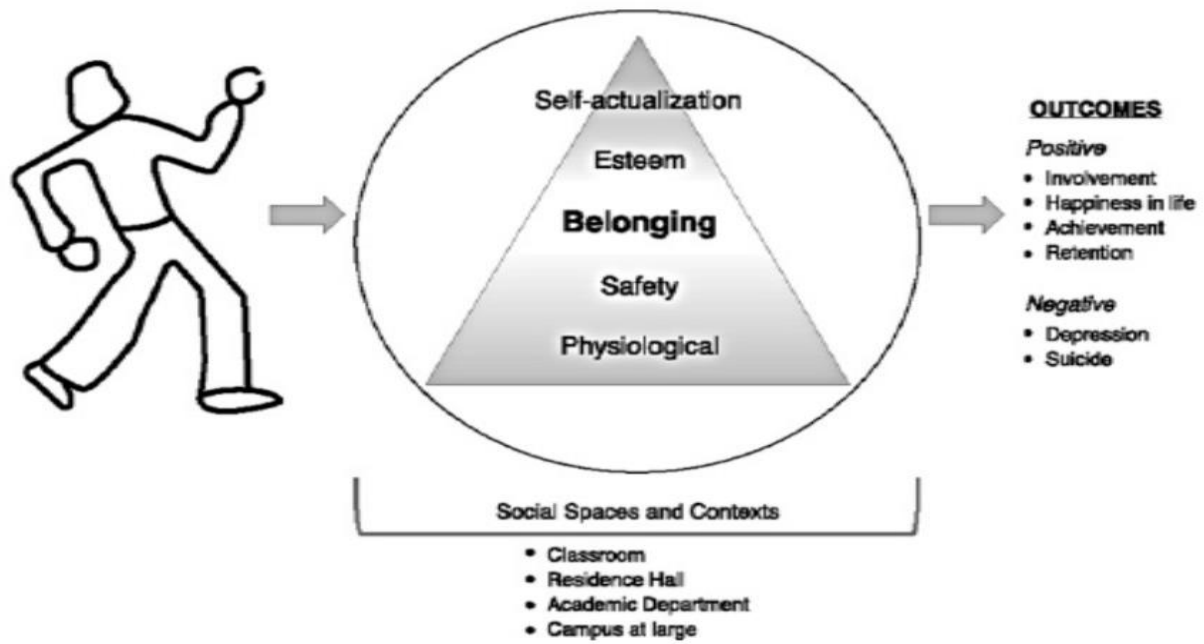 Self-actualization
Esteem
Belonging
Safety
Physiological
OUTCOMES
Positive
• Involvement
• Happiness in life
• Achievement
• Retention
Negative
• Depression
• Suicide
Social Spaces and Contexts
• Classroom
• Residence Hall
• Academic Department
• Campus at large